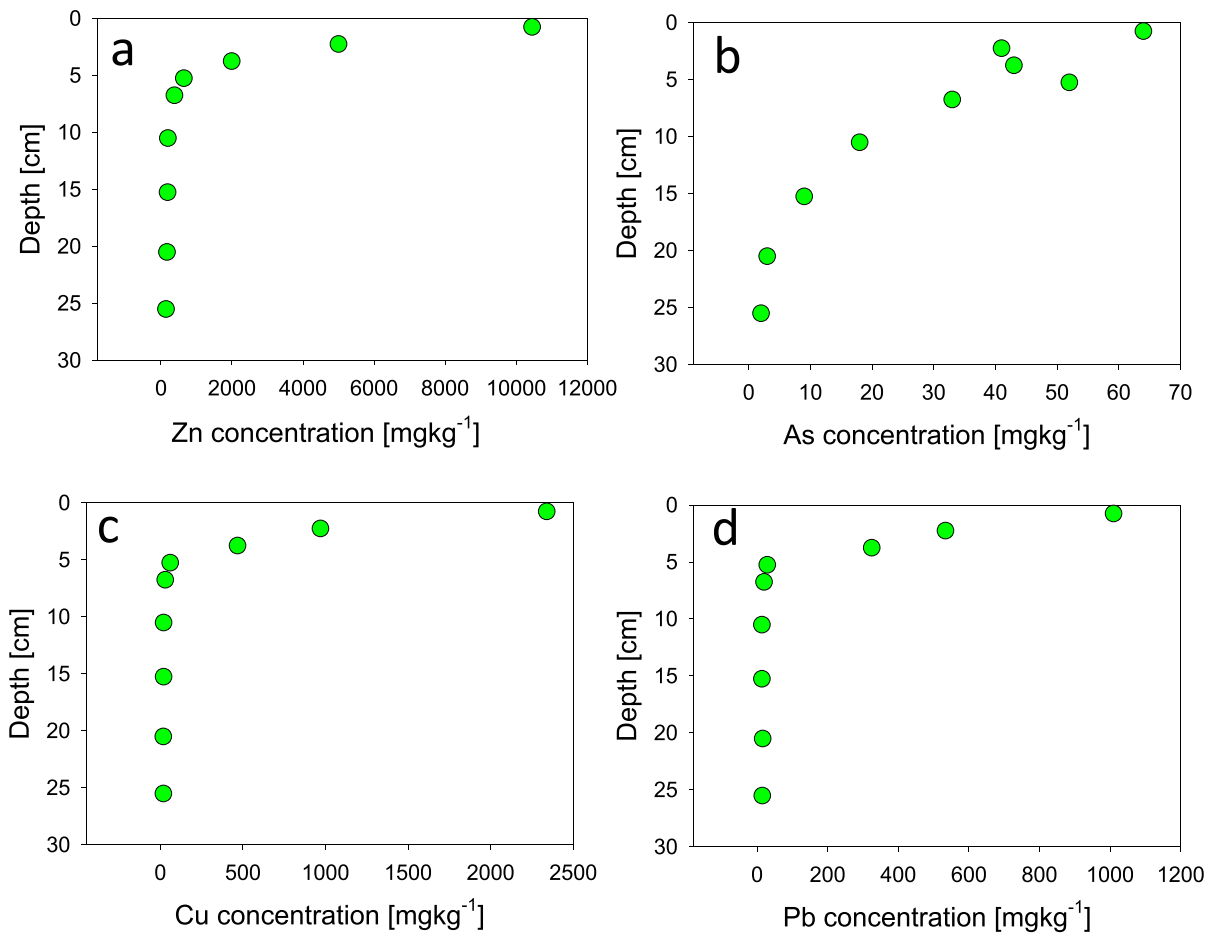 a
0
5
10
15
20
25
30
Depth [cm]
0 2000 4000 6000 8000 10000 12000
Zn concentration [mgkg⁻¹]
b
0
5
10
15
20
25
30
Depth [cm]
0 10 20 30 40 50 60 70
As concentration [mgkg⁻¹]
c
0
5
10
15
20
25
30
Depth [cm]
0 500 1000 1500 2000 2500
Cu concentration [mgkg⁻¹]
d
0
5
10
15
20
25
30
Depth [cm]
0 200 400 600 800 1000 1200
Pb concentration [mgkg⁻¹]